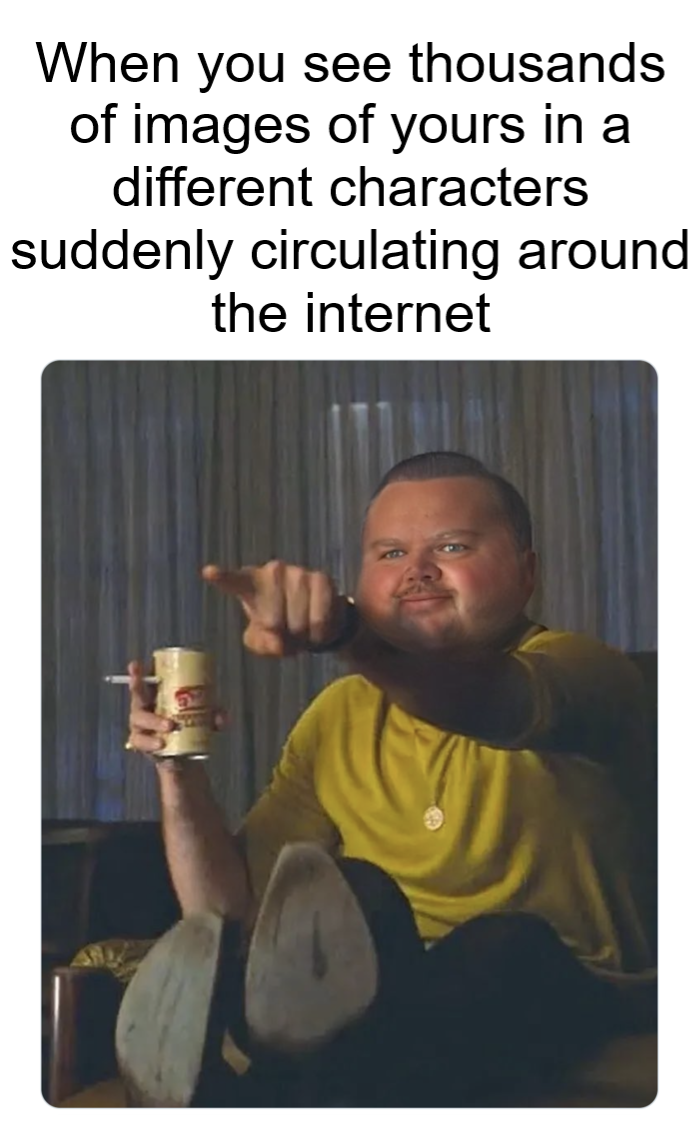 When you see thousands
of images of yours in a
different characters
suddenly circulating around
the internet